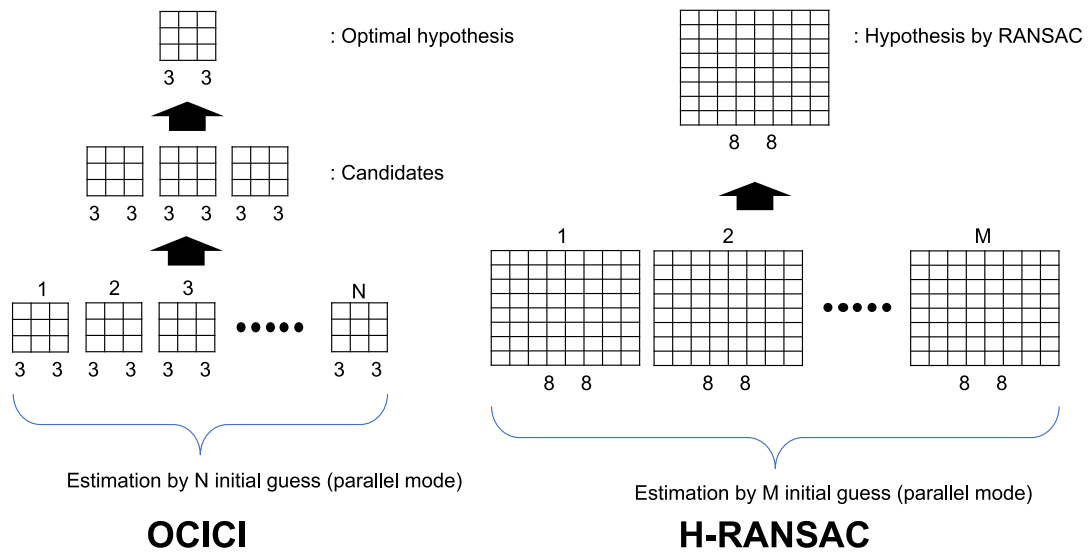 : Optimal hypothesis
3 3
: Candidates
3 3 3 3 3 3
1 2 3 N
3 3 3 3 3 3 3 3
Estimation by N initial guess (parallel mode)
OCICI
: Hypothesis by RANSAC
8 8
1 2 M
8 8 8 8 8 8
Estimation by M initial guess (parallel mode)
H-RANSAC